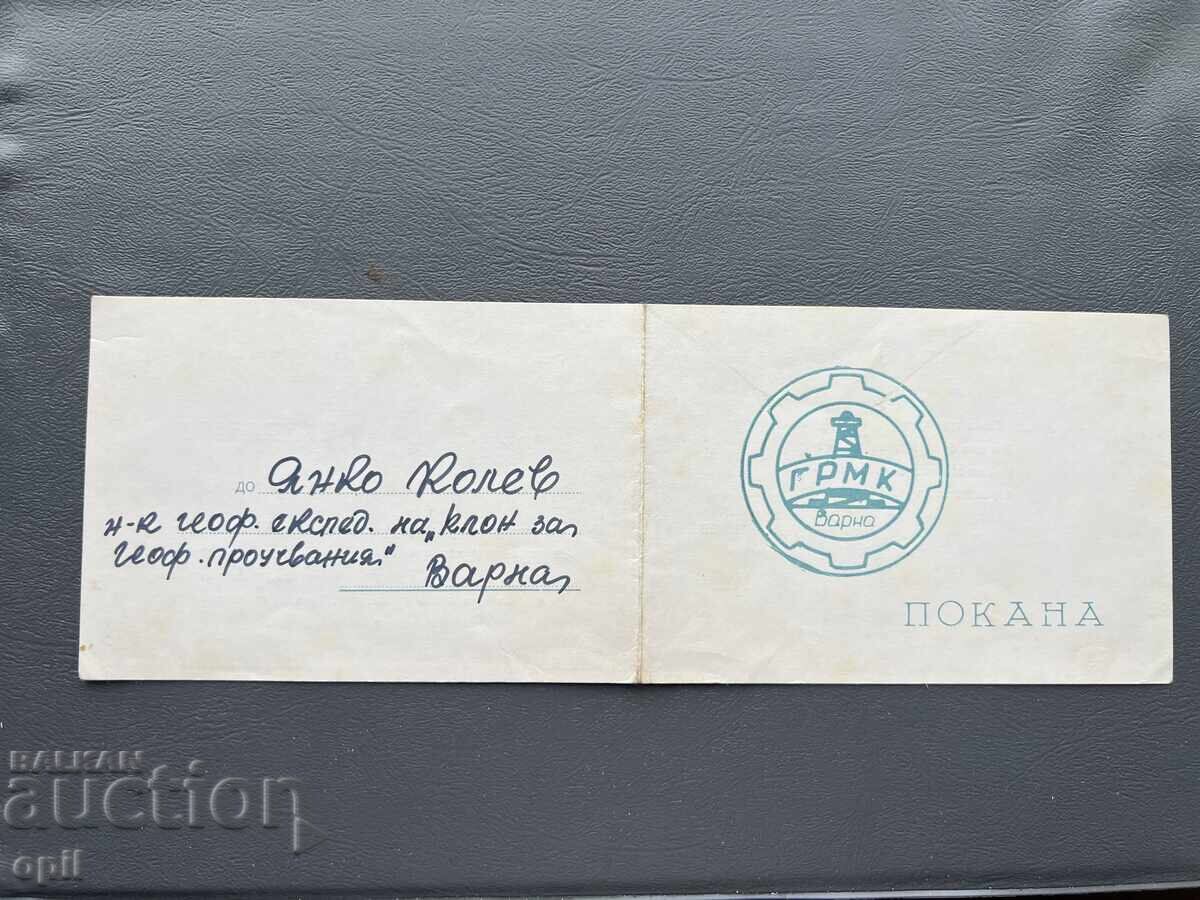 до Янко Колев
н-к геоф. експед. на „клон за
геоф. проучвания"
Варна
ГРМК
Варна
ПОКАНА
BALKAN
auction
opil